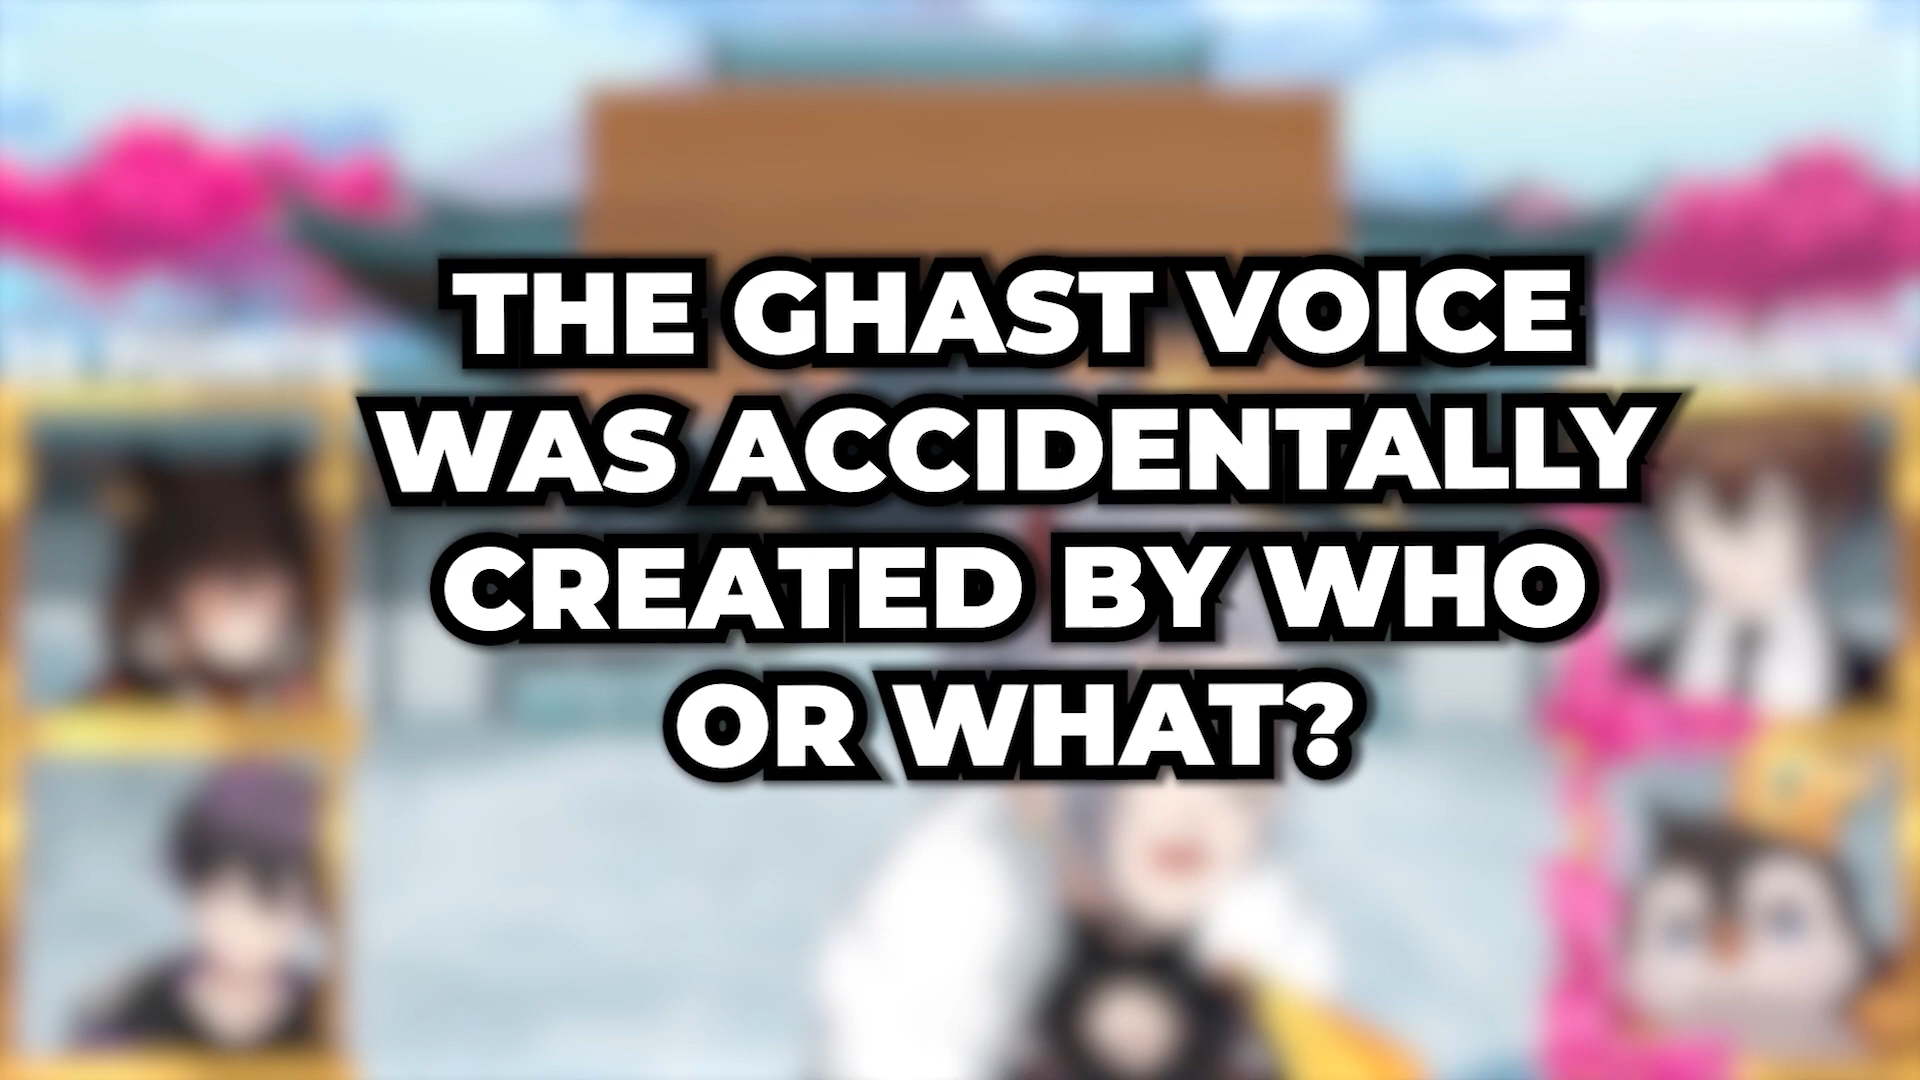 THE GHAST VOICE
WAS ACCIDENTALLY
CREATED BY WHO
OR WHAT?